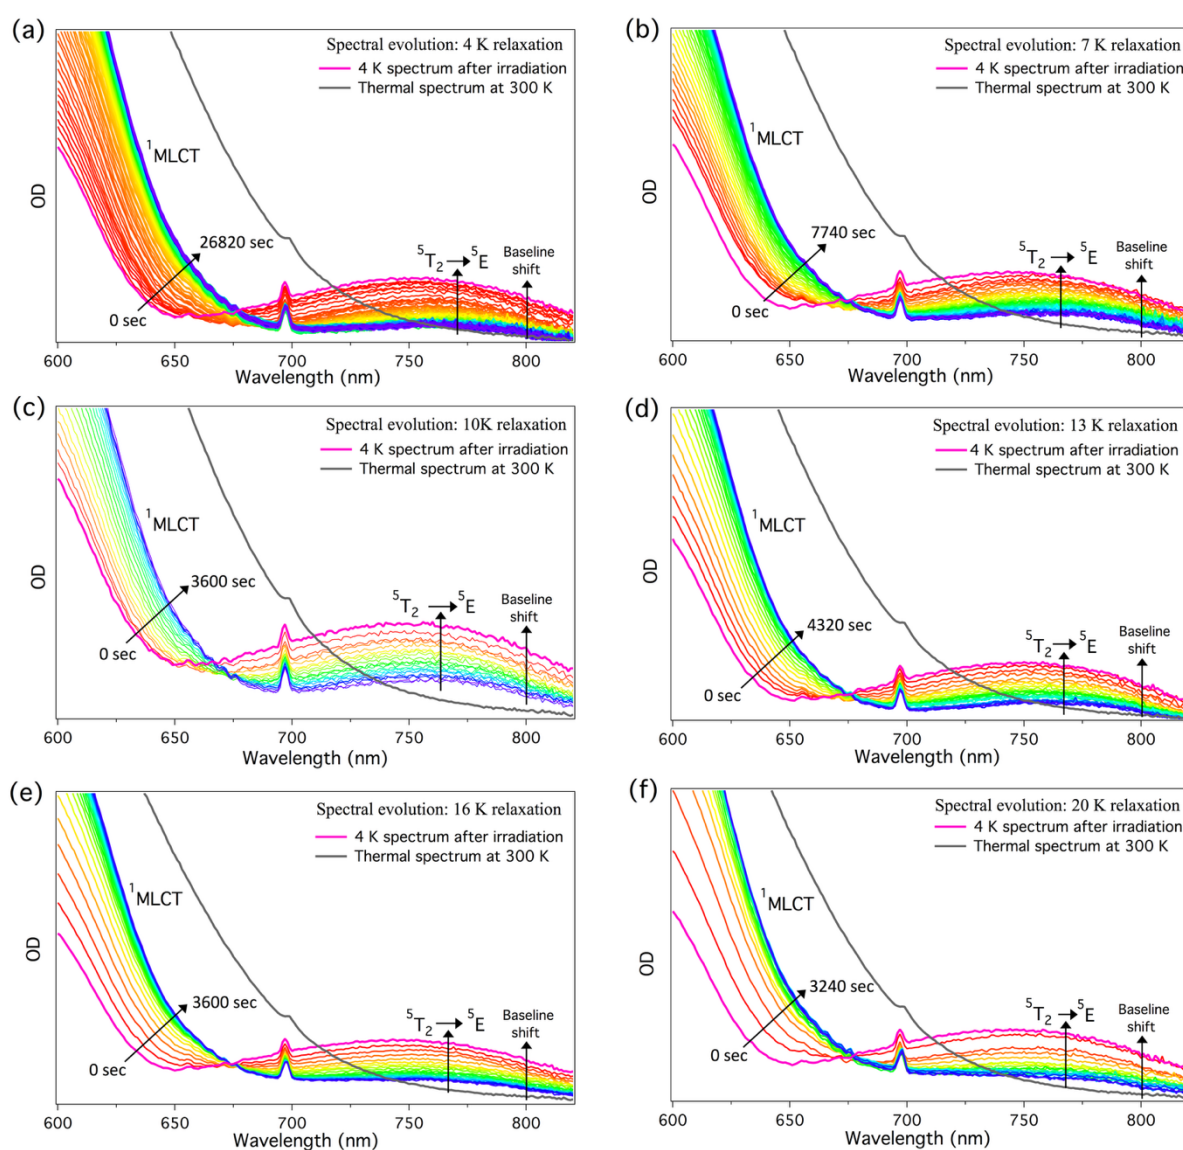 (a)
Spectral evolution: 4 K relaxation
4 K spectrum after irradiation
Thermal spectrum at 300 K
1MLCT
26820 sec
0 sec
5T2 → 5E
Baseline
shift
OD
600 650 700 750 800
Wavelength (nm)
(b)
Spectral evolution: 7 K relaxation
4 K spectrum after irradiation
Thermal spectrum at 300 K
1MLCT
7740 sec
0 sec
5T2 → 5E
Baseline
shift
OD
600 650 700 750 800
Wavelength (nm)
(c)
Spectral evolution: 10K relaxation
4 K spectrum after irradiation
Thermal spectrum at 300 K
1MLCT
3600 sec
0 sec
5T2 → 5E
Baseline
shift
OD
600 650 700 750 800
Wavelength (nm)
(d)
Spectral evolution: 13 K relaxation
4 K spectrum after irradiation
Thermal spectrum at 300 K
1MLCT
4320 sec
0 sec
5T2 → 5E
Baseline
shift
OD
600 650 700 750 800
Wavelength (nm)
(e)
Spectral evolution: 16 K relaxation
4 K spectrum after irradiation
Thermal spectrum at 300 K
1MLCT
3600 sec
0 sec
5T2 → 5E
Baseline
shift
OD
600 650 700 750 800
Wavelength (nm)
(f)
Spectral evolution: 20 K relaxation
4 K spectrum after irradiation
Thermal spectrum at 300 K
1MLCT
3240 sec
0 sec
5T2 → 5E
Baseline
shift
OD
600 650 700 750 800
Wavelength (nm)